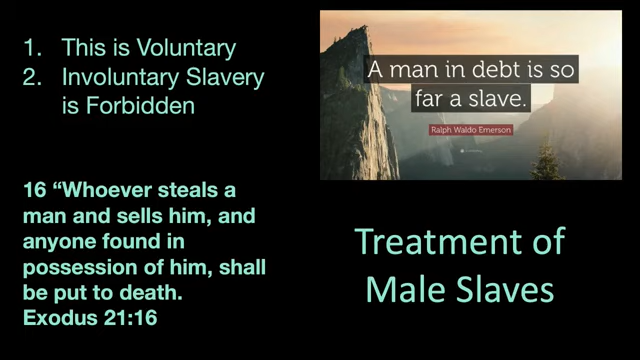 1. This is Voluntary
2. Involuntary Slavery
is Forbidden
A man in debt is so
far a slave.
Ralph Waldo Emerson
16 “Whoever steals a
man and sells him, and
anyone found in
possession of him, shall
be put to death.
Exodus 21:16
Treatment of
Male Slaves